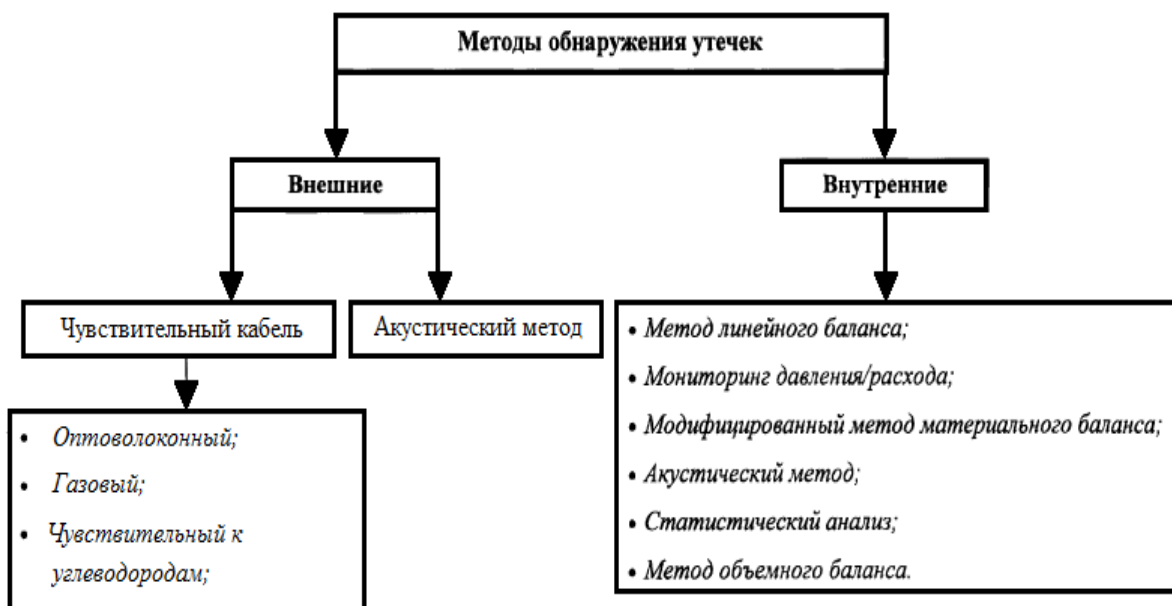 Методы обнаружения утечек
Внешние
Внутренние
Чувствительный кабель
Акустический метод
• Оптоволоконный;
• Газовый;
• Чувствительный к
углеводородам;
• Метод линейного баланса;
• Мониторинг давления/расхода;
• Модифицированный метод материального баланса;
• Акустический метод;
• Статистический анализ;
• Метод объемного баланса.